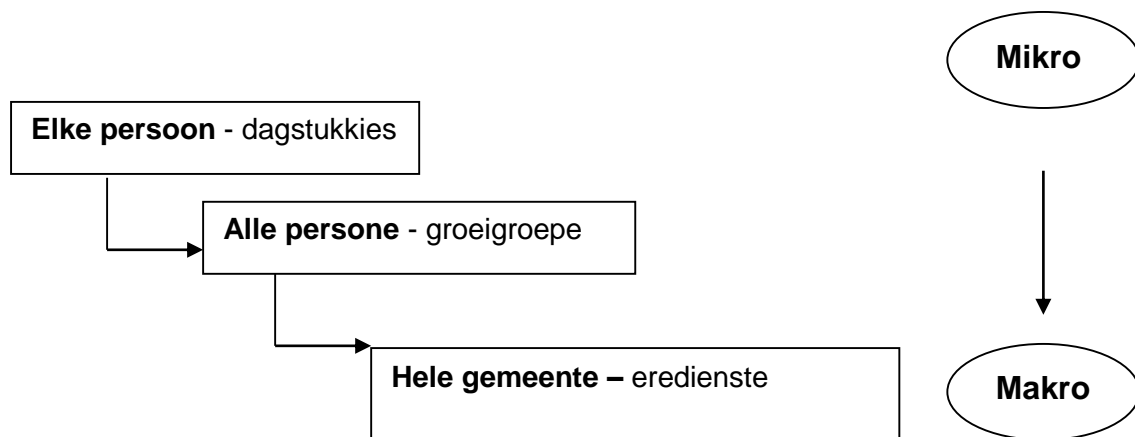 Mikro
Elke persoon - dagstukkies
Alle persone - groeigroepe
Hele gemeente – eredienste
Makro